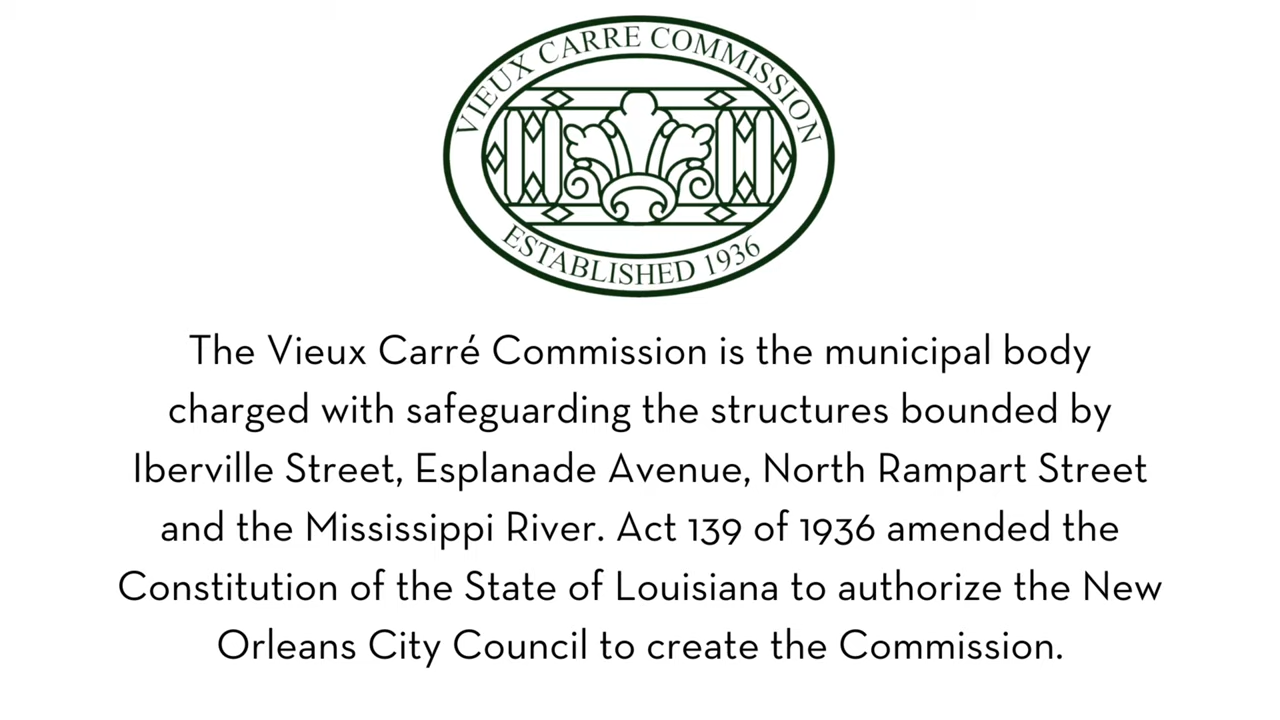 VIEUX CARRE COMMISSION
ESTABLISHED 1936
The Vieux Carré Commission is the municipal body
charged with safeguarding the structures bounded by
Iberville Street, Esplanade Avenue, North Rampart Street
and the Mississippi River. Act 139 of 1936 amended the
Constitution of the State of Louisiana to authorize the New
Orleans City Council to create the Commission.